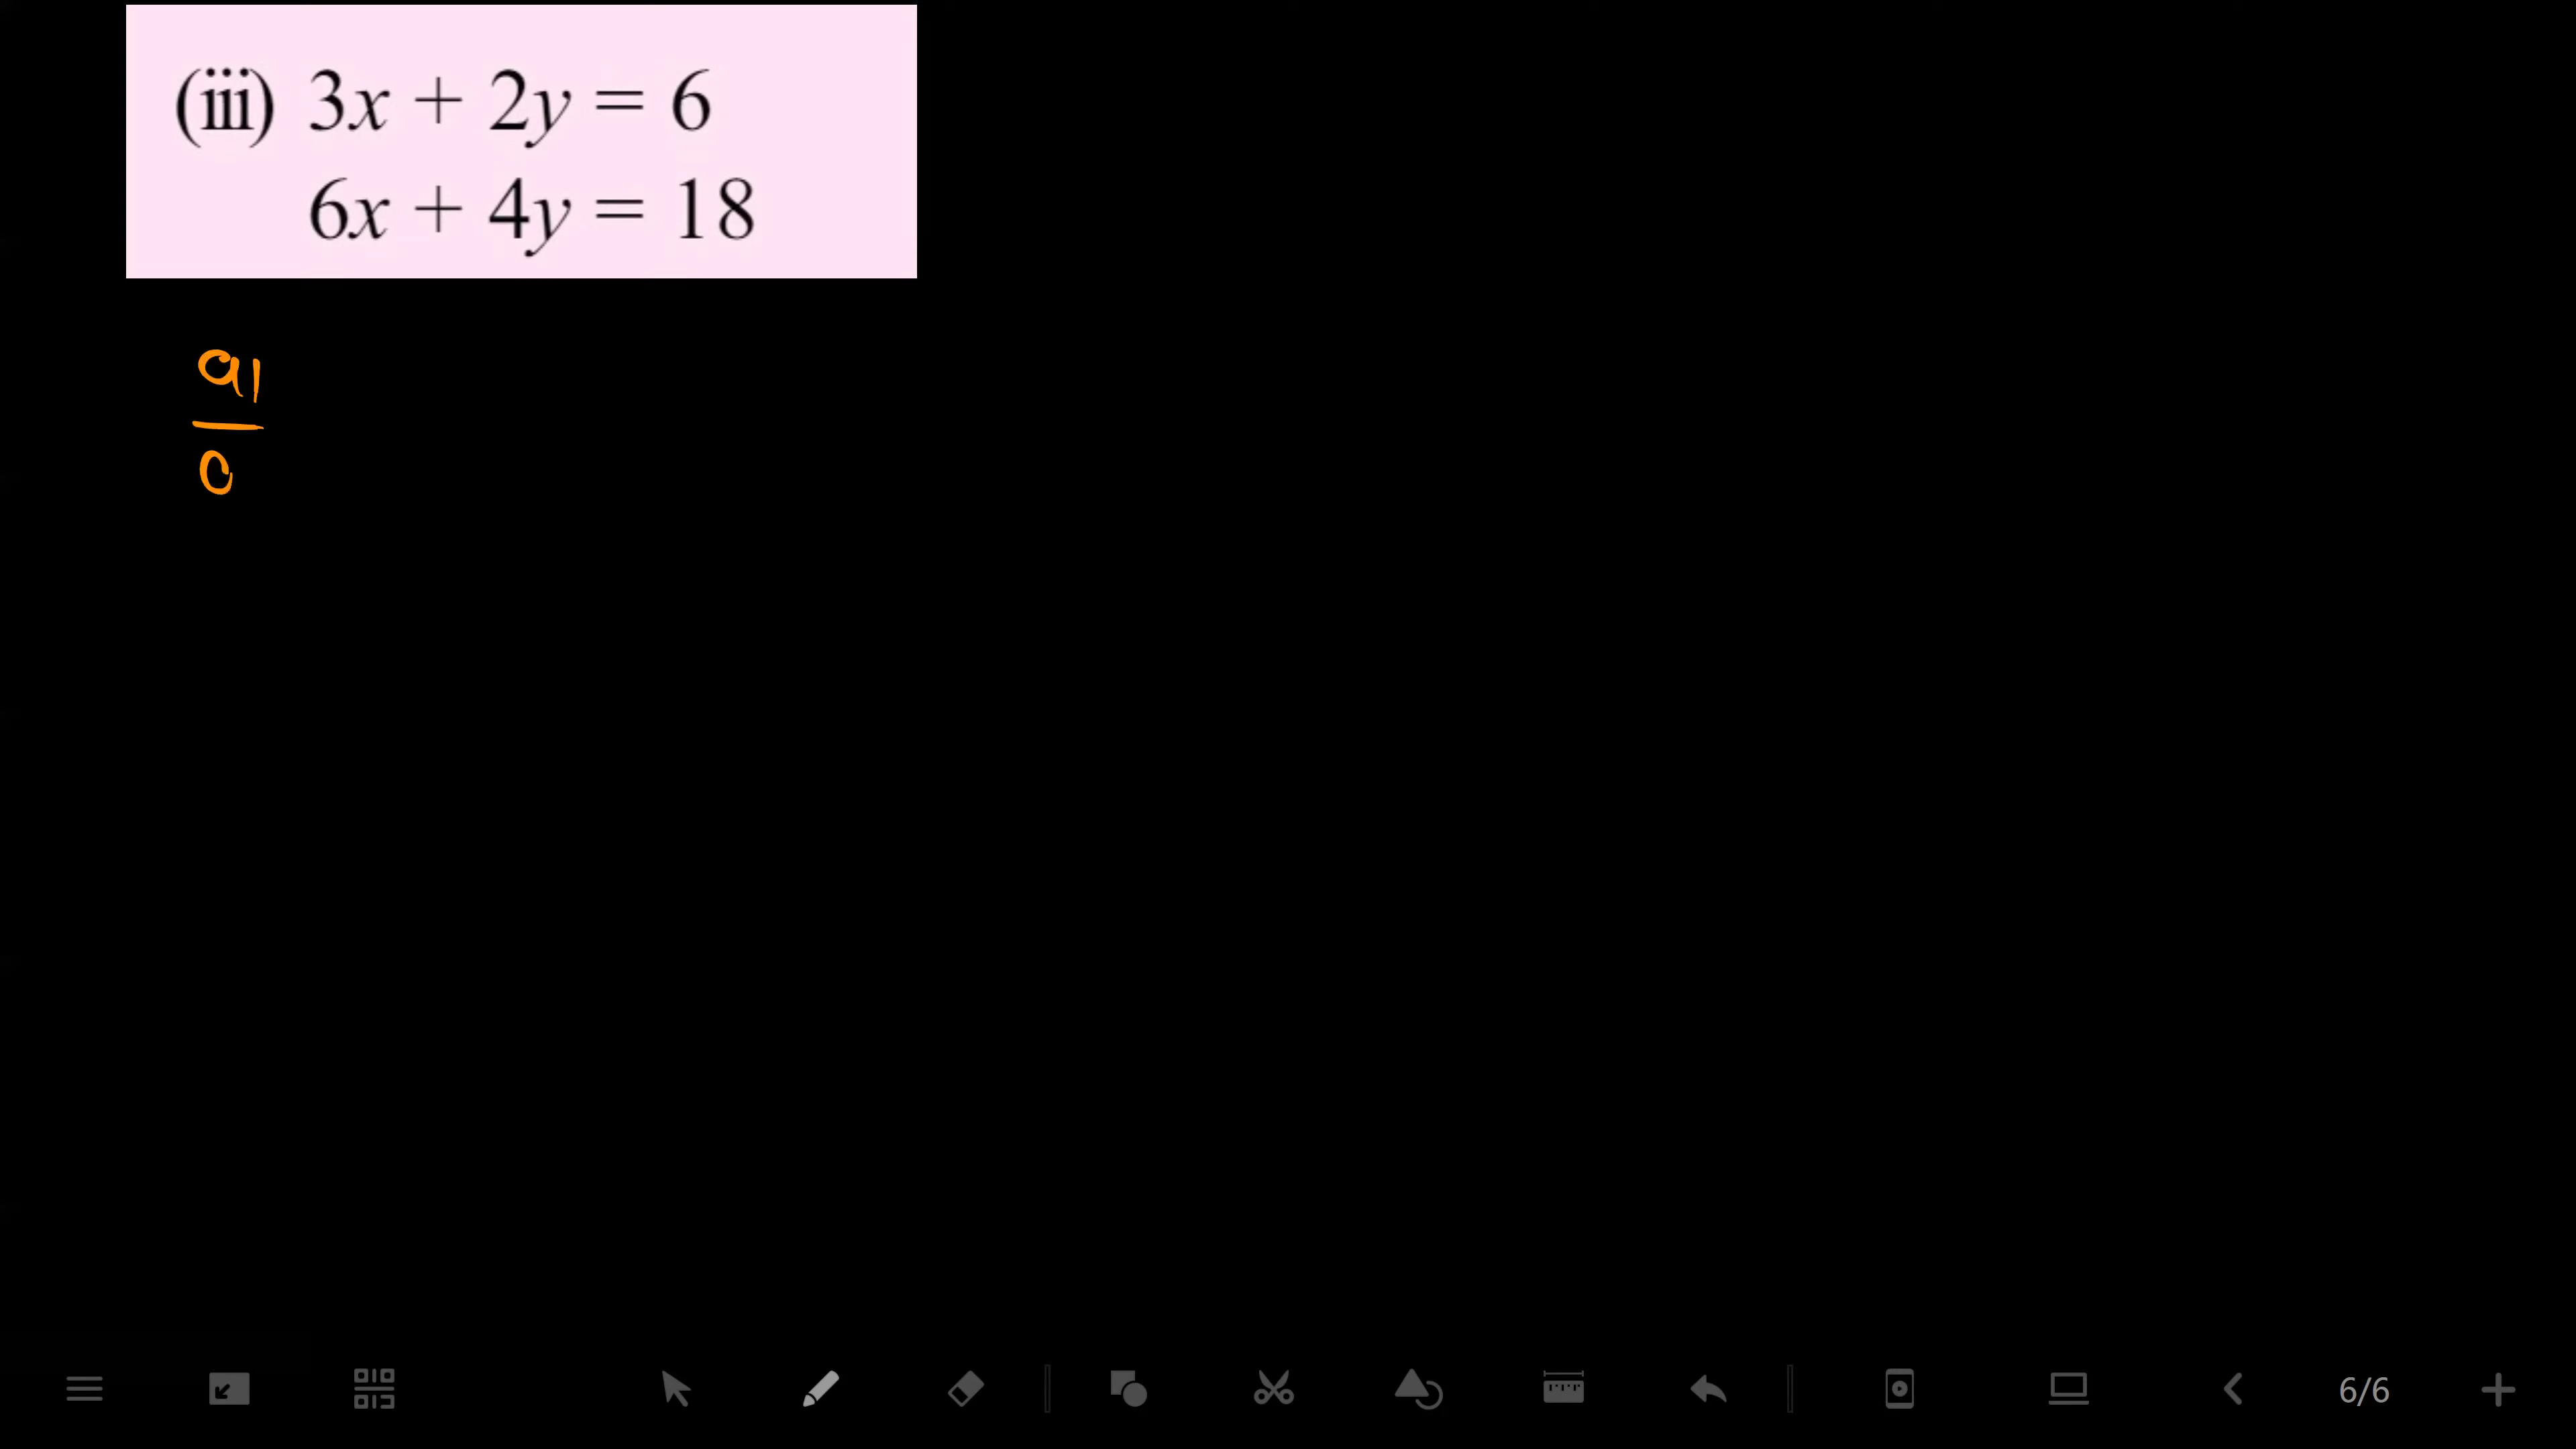 (iii) 3x + 2y = 6
6x + 4y = 18
a1
6/6